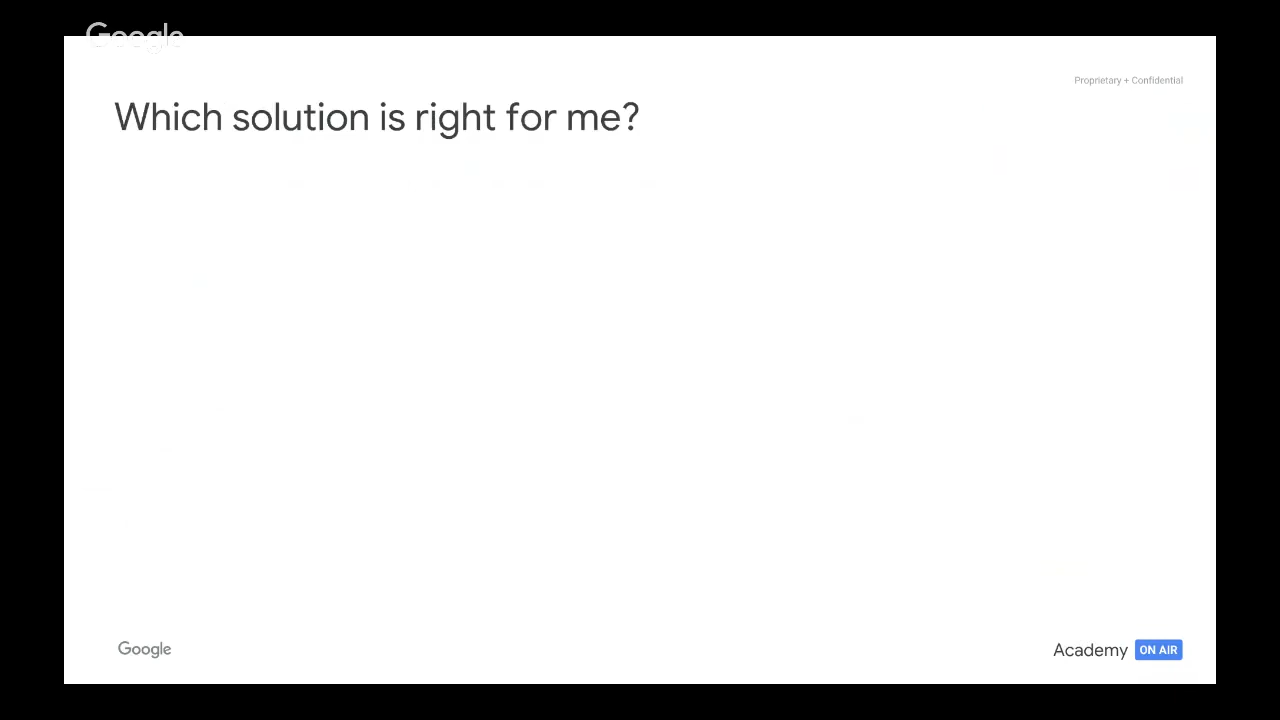 Google
Proprietary + Confidential
Which solution is right for me?
Google
Academy ON AIR